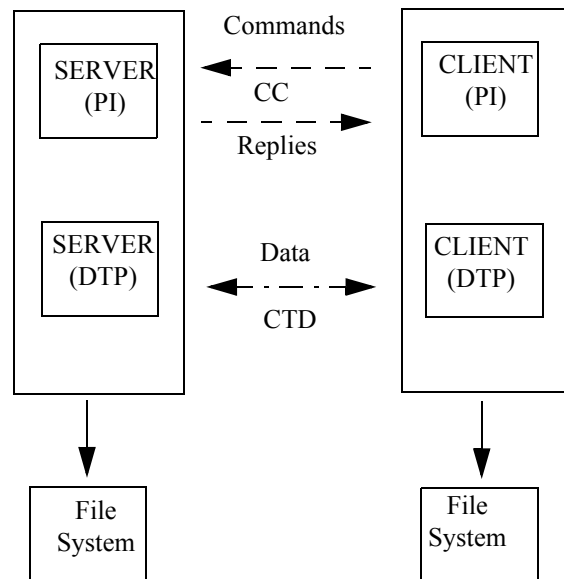 Commands
SERVER
(PI)
CC
CLIENT
(PI)
Replies
SERVER
(DTP)
Data
CTD
CLIENT
(DTP)
File
System
File
System